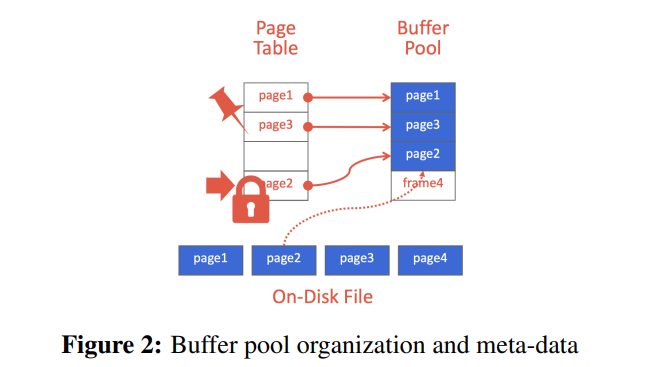 Page
Table
Buffer
Pool
page1
page3
age2
page1
page3
page2
frame4
page1
page2
page3
page4
On-Disk File
Figure 2: Buffer pool organization and meta-data